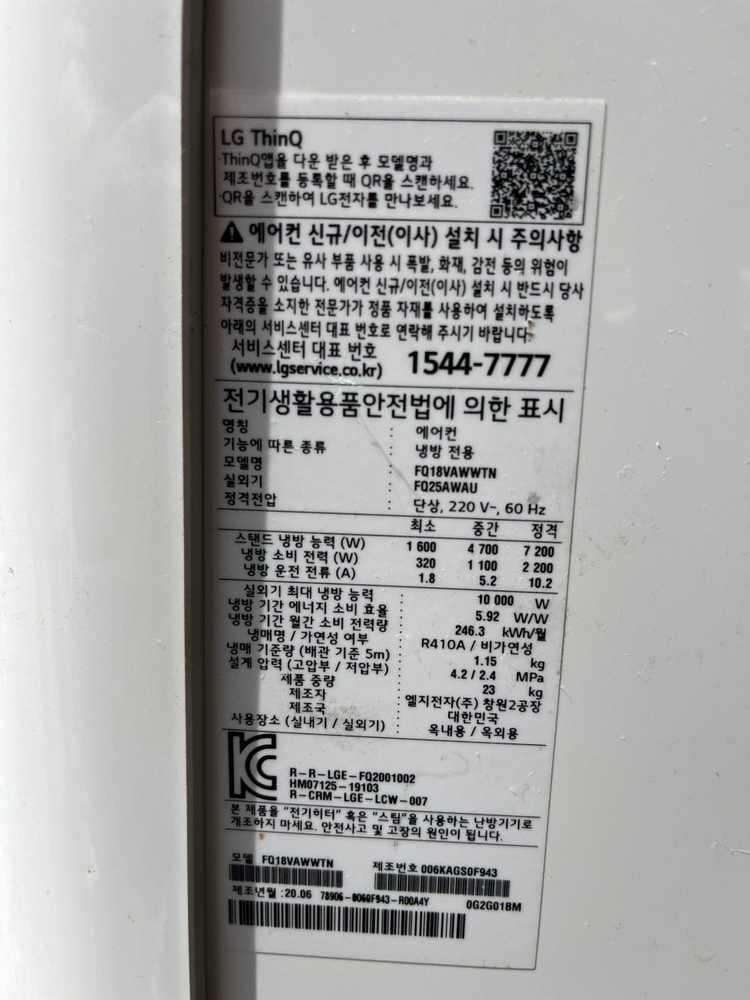 LG ThinQ
·ThinQ앱을 다운 받은 후 모델명과
제조번호를 등록할 때 QR을 스캔하세요.
·QR을 스캔하여 LG전자를 만나보세요.
에어컨 신규/이전(이사) 설치 시 주의사항
비전문가 또는 유사 부품 사용 시 폭발, 화재, 감전 등의 위험이
발생할 수 있습니다. 에어컨 신규/이전(이사) 설치 시 반드시 당사
자격증을 소지한 전문가가 정품 자재를 사용하여 설치하도록
아래의 서비스센터 대표 번호로 연락해 주시기 바랍니다.
서비스센터 대표 번호
(www.lgservice.co.kr) 1544-7777
전기생활용품안전법에 의한 표시
명칭 : 에어컨
기능에 따른 종류 : 냉방 전용
모델명 : FQ18VAWWTN
실외기 : FQ25AWAU
정격전압 : 단상, 220 V~, 60 Hz
최소 중간 정격
스탠드 냉방 능력 (W) 1 600 4 700 7 200
냉방 소비 전력 (W) 320 1 100 2 200
냉방 운전 전류 (A) 1.8 5.2 10.2
실외기 최대 냉방 능력 : 10 000 W
냉방 기간 에너지 소비 효율 : 5.92 W/W
냉방 기간 월간 소비 전력량 : 246.3 kWh/월
냉매명 / 가연성 여부 : R410A / 비가연성
냉매 기준량 (배관 기준 5m) : 1.15 kg
설계 압력 (고압부 / 저압부) : 4.2 / 2.4 MPa
제품 중량 : 23 kg
제조자 : 엘지전자(주) 창원2공장
제조국 : 대한민국
사용장소 (실내기 / 실외기) : 옥내용 / 옥외용
R-R-LGE-FQ2001002
HM07125-19103
R-CRM-LGE-LCW-007
본 제품을 "전기히터" 혹은 "스팀"을 사용하는 난방기기로
개조하지 마세요. 안전사고 및 고장의 원인이 됩니다.
모델 FQ18VAWWTN 제조번호 006KAGS0F943
제조년월 : 20.06 78906-0060F943-R00A4Y 0G2G01BM